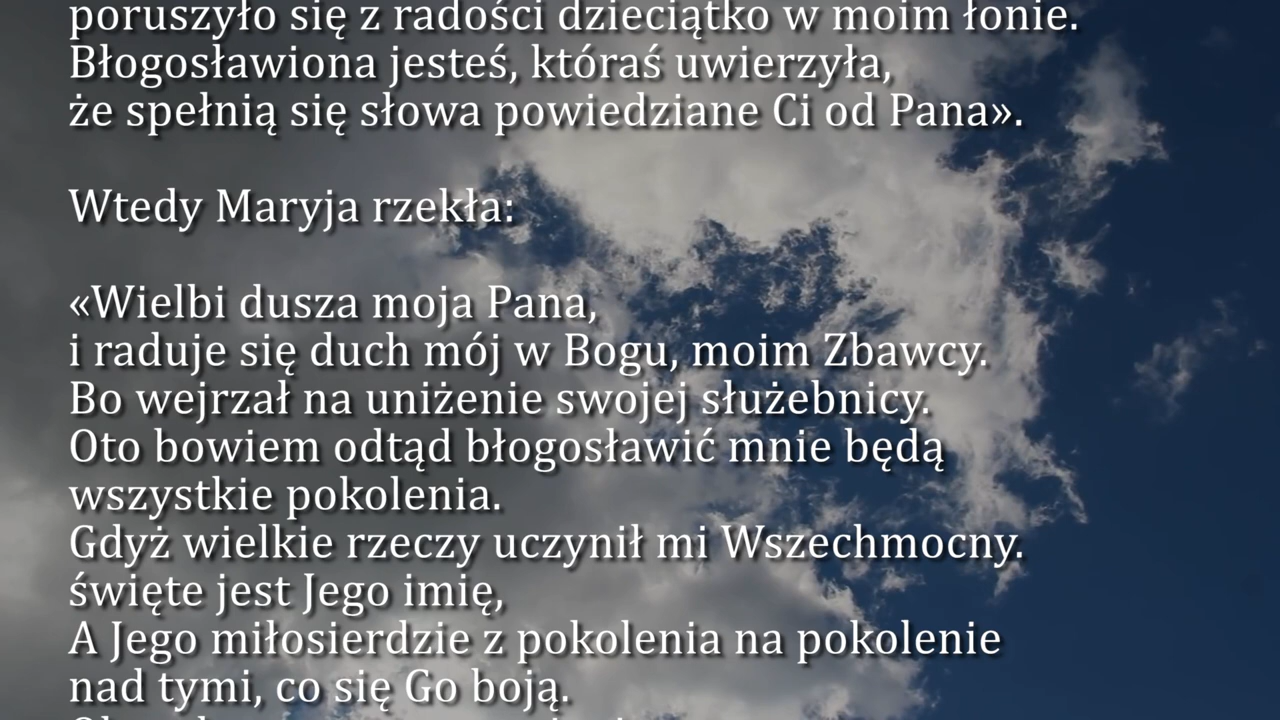 poruszyło się z radości dzieciątko w moim łonie.
Błogosławiona jesteś, któraś uwierzyła,
że spełnią się słowa powiedziane Ci od Pana».
Wtedy Maryja rzekła:
«Wielbi dusza moja Pana,
i raduje się duch mój w Bogu, moim Zbawcy.
Bo wejrzał na uniżenie swojej służebnicy.
Oto bowiem odtąd błogosławić mnie będą
wszystkie pokolenia.
Gdyż wielkie rzeczy uczynił mi Wszechmocny.
święte jest Jego imię,
A Jego miłosierdzie z pokolenia na pokolenie
nad tymi, co się Go boją.